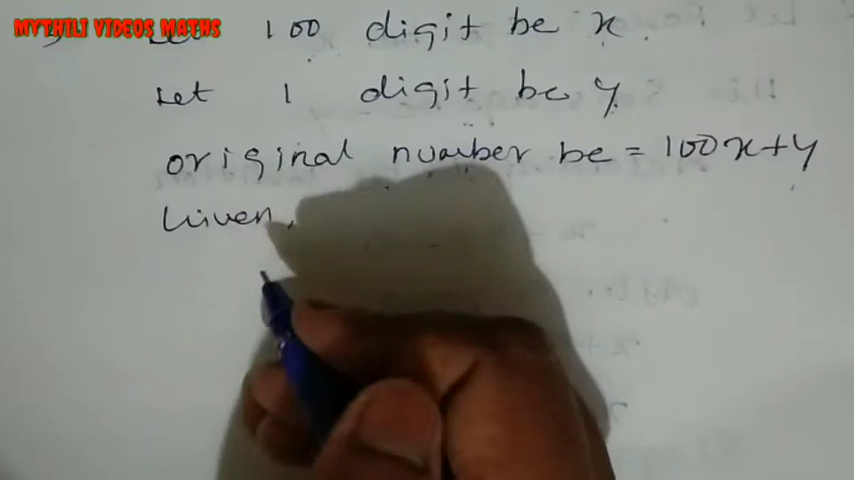 MYTHILI VIDEOS MATHS
100 digit be x.
Let 1 digit be y.
original number be = 100x+y
Given,